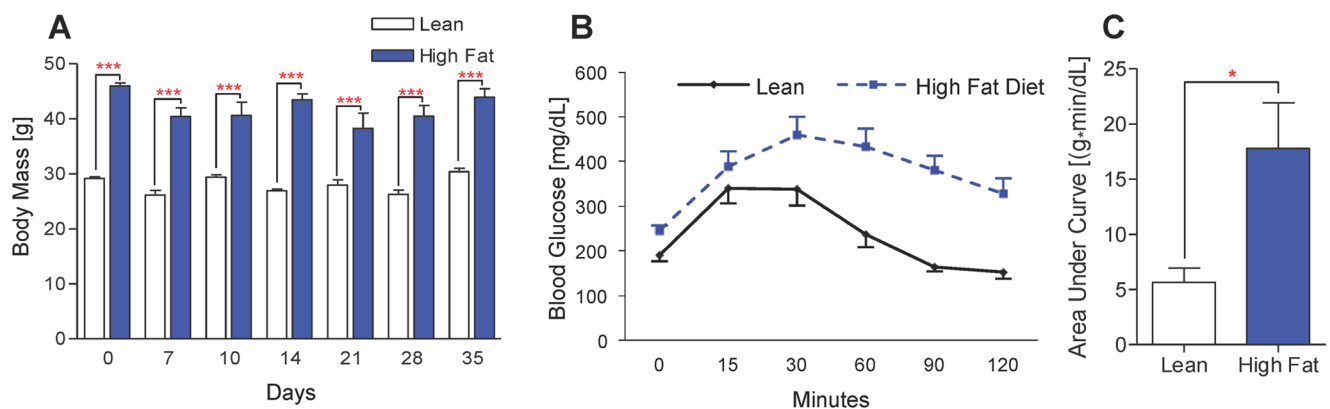 A
Lean
High Fat
Body Mass [g]
50
40
30
20
10
0
***
***
***
***
***
***
***
0 7 10 14 21 28 35
Days
B
Lean
High Fat Diet
Blood Glucose [mg/dL]
600
500
400
300
200
100
0
0 15 30 60 90 120
Minutes
C
Area Under Curve [(g*min/dL]
25
20
15
10
5
0
*
Lean High Fat